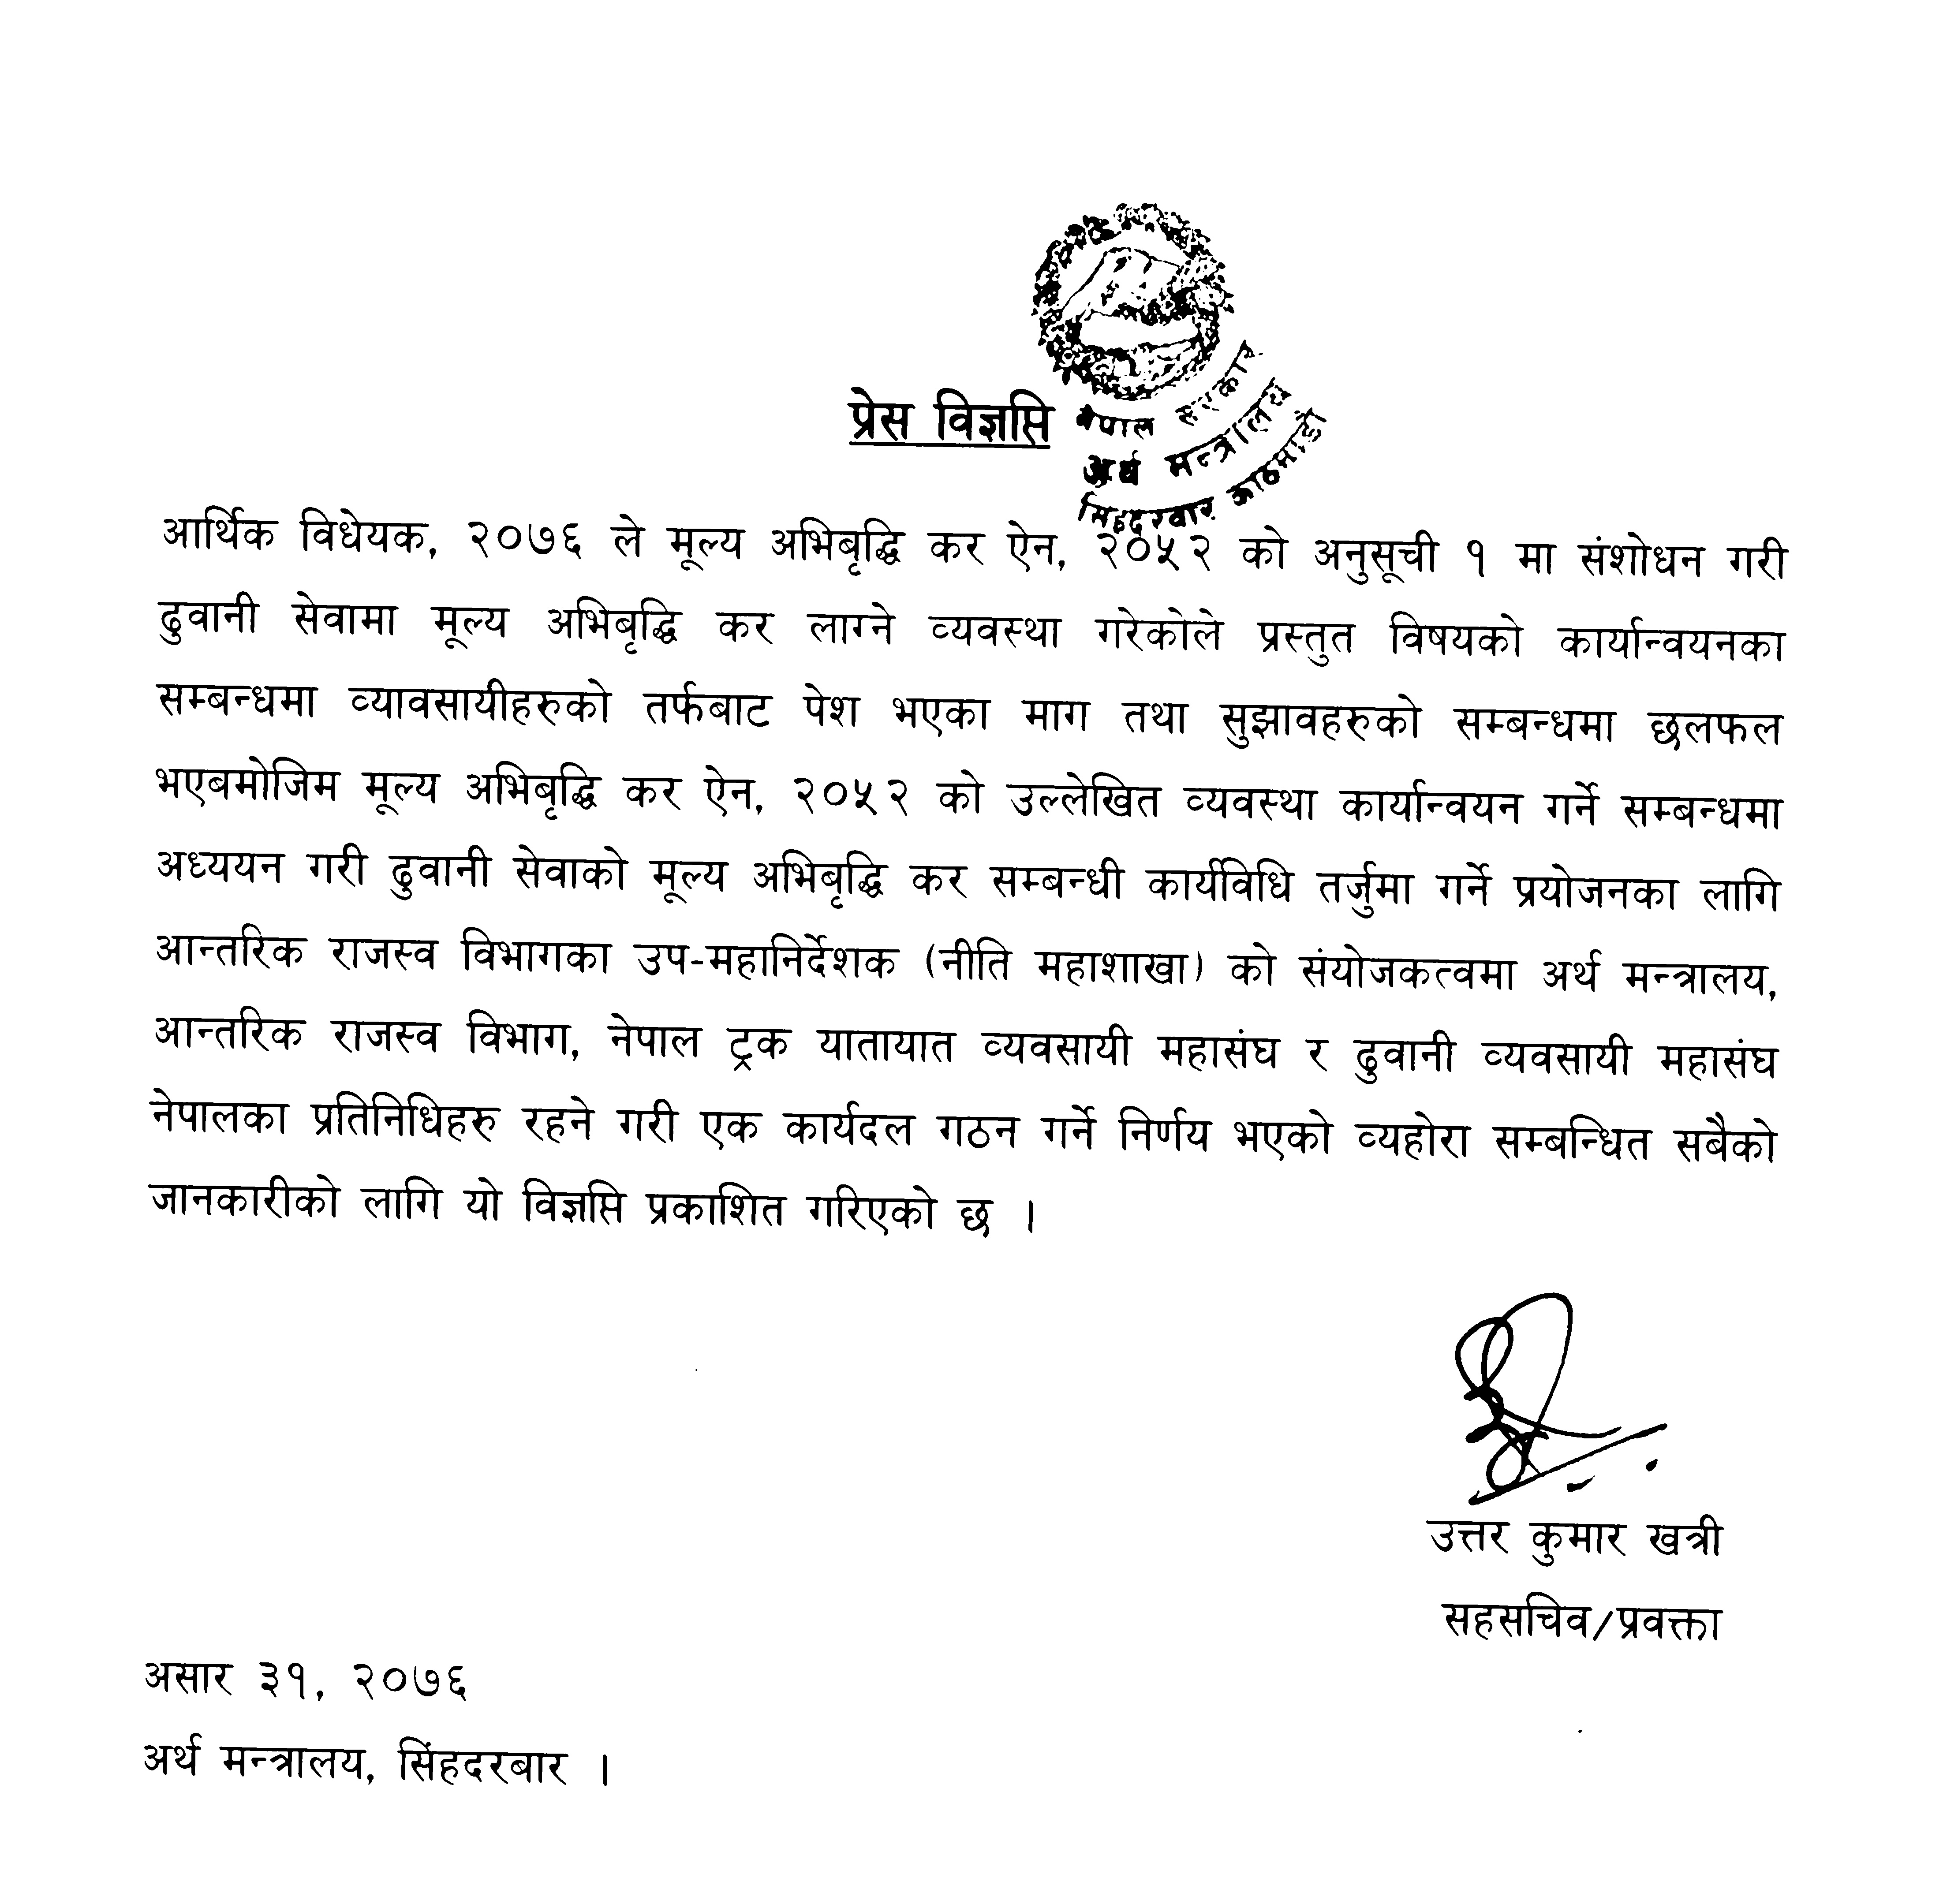 प्रेस विज्ञप्ति
नेपाल सरकार
अर्थ मन्त्रालय
सिंहदरबार काठमाडौं
आर्थिक विधेयक, २०७६ ले मूल्य अभिबृद्धि कर ऐन, २०५२ को अनुसूची १ मा संशोधन गरी
ढुवानी सेवामा मूल्य अभिबृद्धि कर लाग्ने व्यवस्था गरेकोले प्रस्तुत विषयको कार्यान्वयनका
सम्बन्धमा व्यावसायीहरुको तर्फबाट पेश भएका माग तथा सुझावहरुको सम्बन्धमा छलफल
भएबमोजिम मूल्य अभिबृद्धि कर ऐन, २०५२ को उल्लेखित व्यवस्था कार्यान्वयन गर्ने सम्बन्धमा
अध्ययन गरी ढुवानी सेवाको मूल्य अभिबृद्धि कर सम्बन्धी कार्यविधि तर्जुमा गर्ने प्रयोजनका लागि
आन्तरिक राजस्व विभागका उप-महानिर्देशक (नीति महाशाखा) को संयोजकत्वमा अर्थ मन्त्रालय,
आन्तरिक राजस्व विभाग, नेपाल ट्रक यातायात व्यवसायी महासंघ र ढुवानी व्यवसायी महासंघ
नेपालका प्रतिनिधिहरु रहने गरी एक कार्यदल गठन गर्ने निर्णय भएको व्यहोरा सम्बन्धित सबैको
जानकारीको लागि यो विज्ञप्ति प्रकाशित गरिएको छ ।
उत्तर कुमार खत्री
सहसचिव/प्रवक्ता
असार ३१, २०७६
अर्थ मन्त्रालय, सिंहदरबार ।